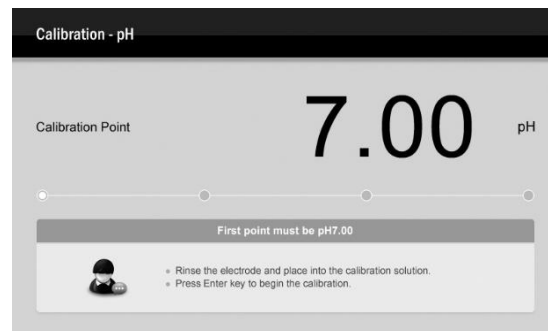 Calibration - pH
Calibration Point 7.00 pH
First point must be pH7.00
Rinse the electrode and place into the calibration solution.
Press Enter key to begin the calibration.